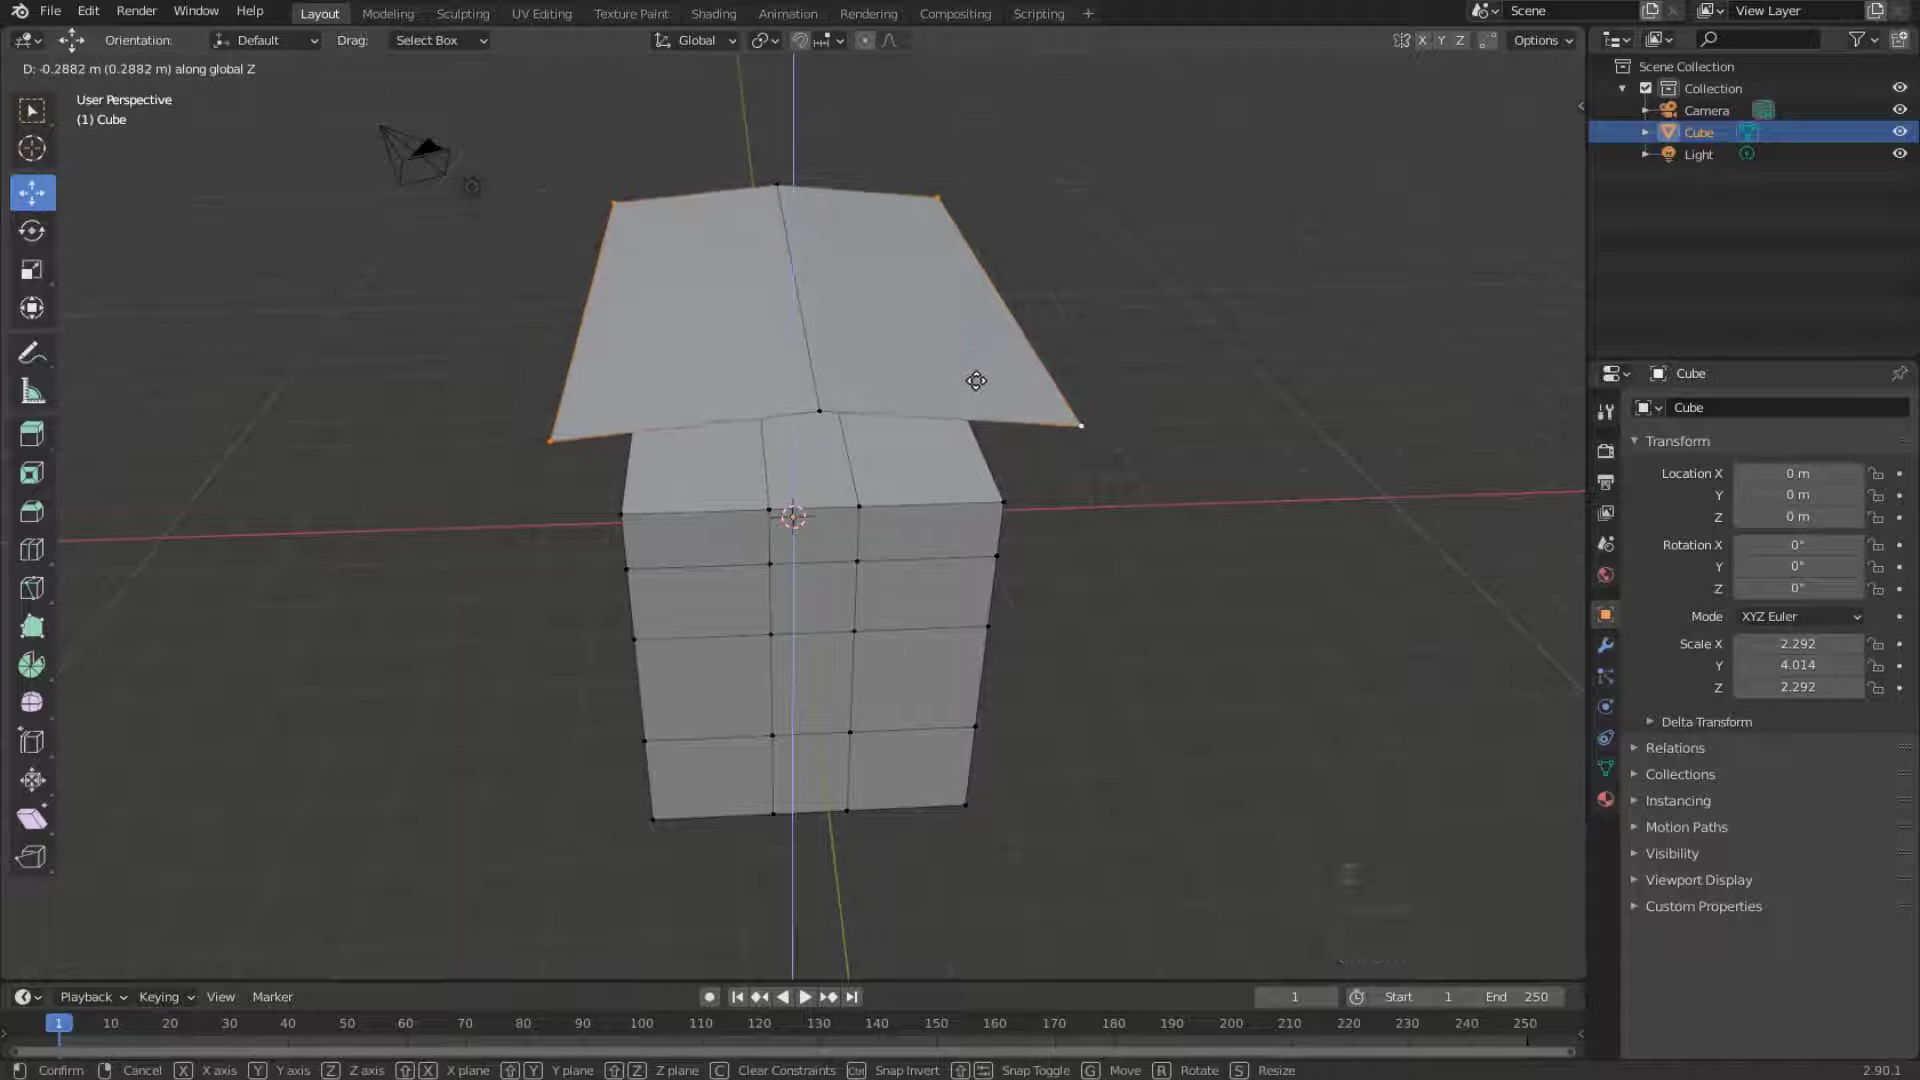 File Edit Render Window Help Layout Modeling Sculpting UV Editing Texture Paint Shading Animation Rendering Compositing Scripting + Scene View Layer
Orientation: Default Drag: Select Box Global X Y Z Options
D: -0.2882 m (0.2882 m) along global Z
User Perspective
(1) Cube
Scene Collection
Collection
Camera
Cube
Light
Cube
Cube
Transform
Location X 0 m
Y 0 m
Z 0 m
Rotation X 0°
Y 0°
Z 0°
Mode XYZ Euler
Scale X 2.292
Y 4.014
Z 2.292
Delta Transform
Relations
Collections
Instancing
Motion Paths
Visibility
Viewport Display
Custom Properties
Playback Keying View Marker 1 Start 1 End 250
1 10 20 30 40 50 60 70 80 90 100 110 120 130 140 150 160 170 180 190 200 210 220 230 240 250
Confirm Cancel X X axis Y Y axis Z Z axis X X plane Y Y plane Z Z plane C Clear Constraints Ctrl Snap Invert Snap Toggle G Move R Rotate S Resize 2.90.1